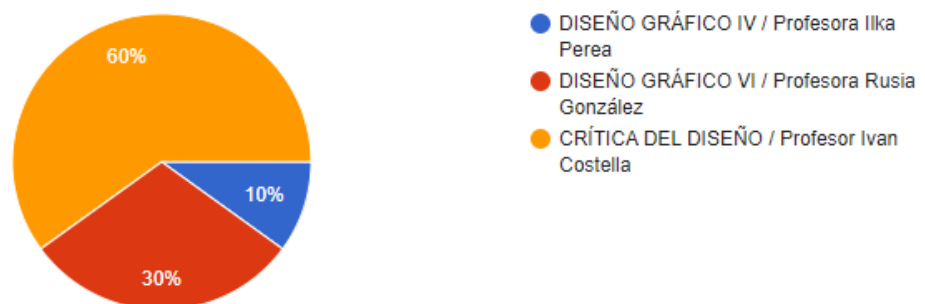 60%
10%
30%
DISEÑO GRÁFICO IV / Profesora Ilka
Perea
DISEÑO GRÁFICO VI / Profesora Rusia
González
CRÍTICA DEL DISEÑO / Profesor Ivan
Costella